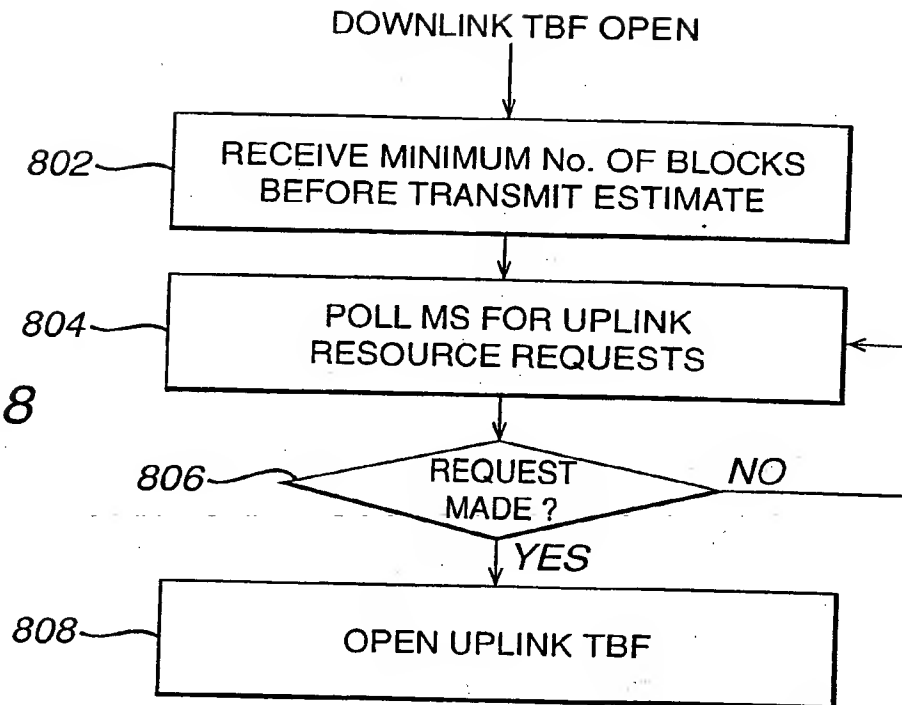 DOWNLINK TBF OPEN
802
RECEIVE MINIMUM No. OF BLOCKS
BEFORE TRANSMIT ESTIMATE
804
POLL MS FOR UPLINK
RESOURCE REQUESTS
8
806
REQUEST
MADE ?
NO
YES
808
OPEN UPLINK TBF